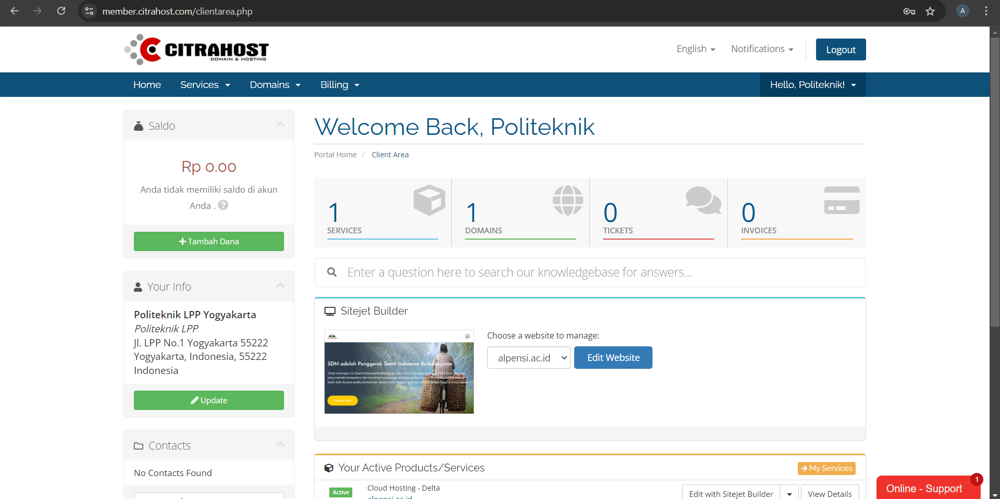 member.citrahost.com/clientarea.php
A
CITRAHOST
DOMAIN & HOSTING
English
Notifications
Logout
Home
Services
Domains
Billing
Hello, Politeknik!
Saldo
Rp 0.00
Anda tidak memiliki saldo di akun
Anda .
Tambah Dana
Your Info
Politeknik LPP Yogyakarta
Politeknik LPP
Jl. LPP No.1 Yogyakarta 55222
Yogyakarta, Indonesia, 55222
Indonesia
Update
Contacts
No Contacts Found
Welcome Back, Politeknik
Portal Home / Client Area
1
SERVICES
1
DOMAINS
0
TICKETS
0
INVOICES
Enter a question here to search our knowledgebase for answers...
Sitejet Builder
SDM adalah Penggerak Sawit Indonesia Berkelanjutan
Tentang Kami
Choose a website to manage:
alpensi.ac.id
Edit Website
Your Active Products/Services
My Services
Active
Cloud Hosting - Delta
alpensi.ac.id
Edit with Sitejet Builder
View Details
Online - Support
1